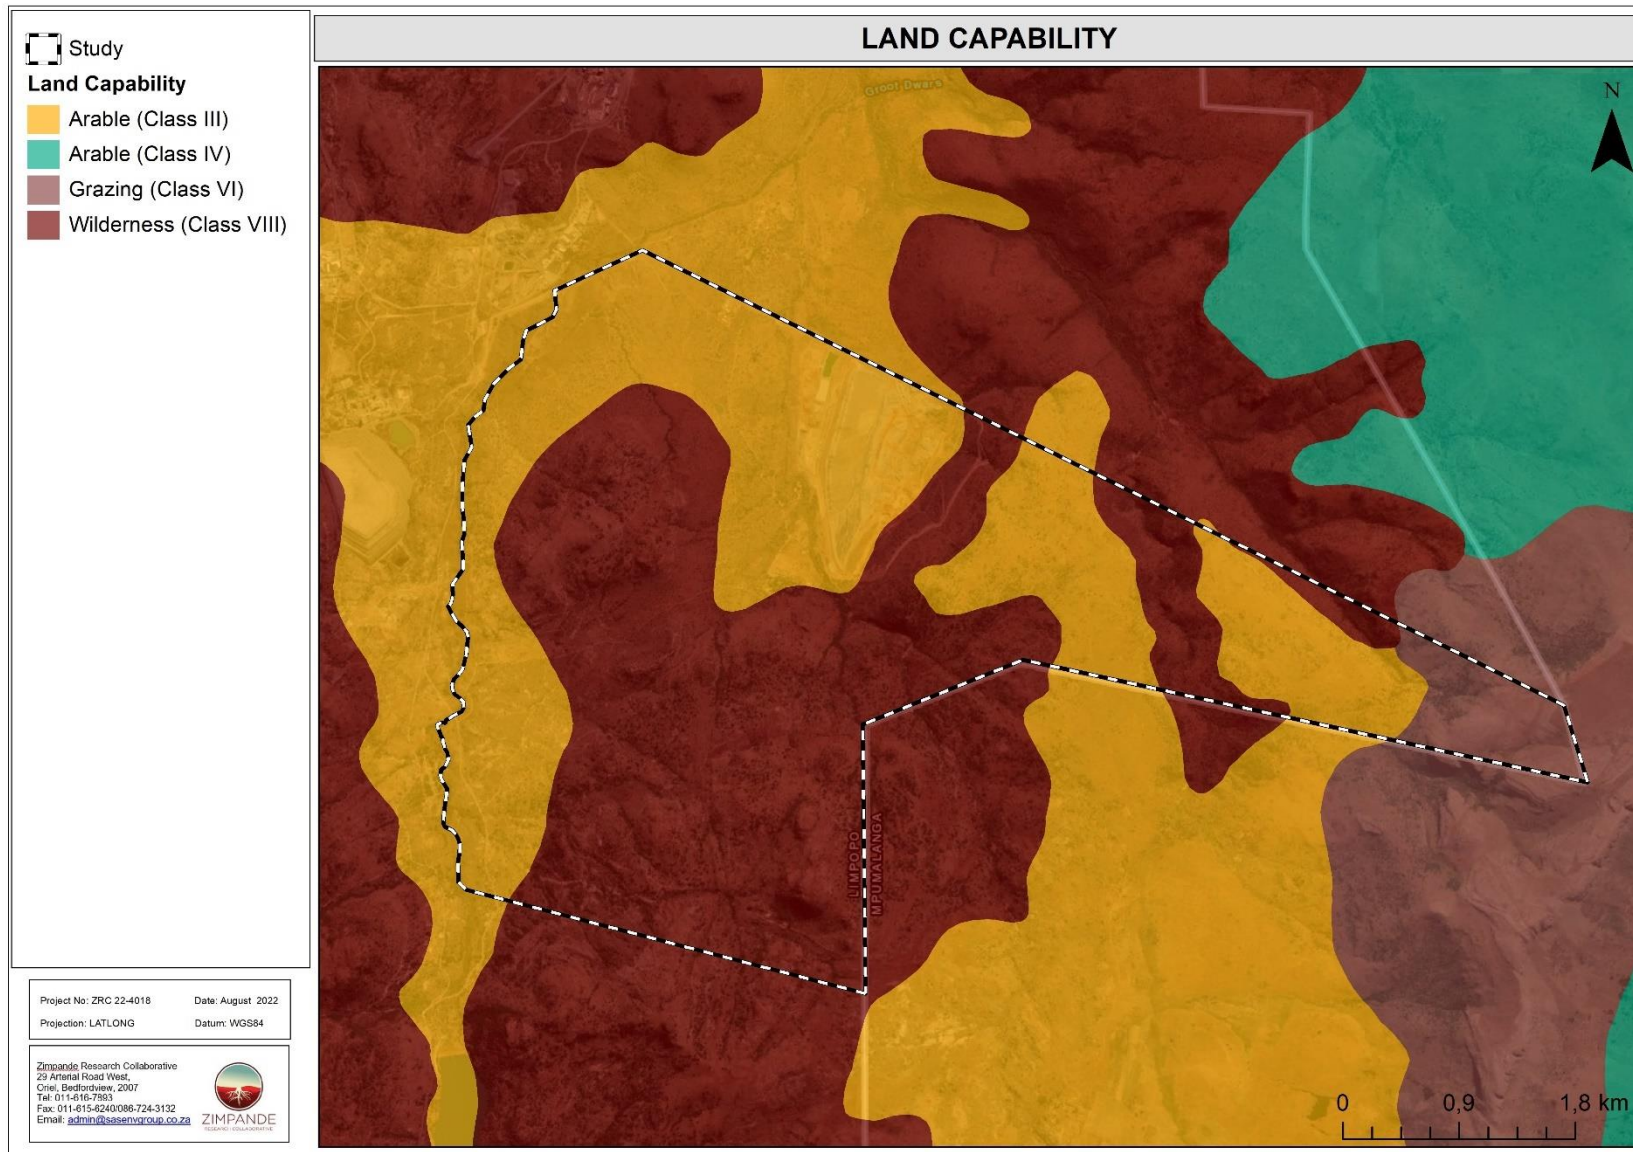 LAND CAPABILITY
Study
Land Capability
Arable (Class III)
Arable (Class IV)
Grazing (Class VI)
Wilderness (Class VIII)
Groot Dwars
N
LIMPOPO
MPUMALANGA
0 0,9 1,8 km
Project No: ZRC 22-4018 Date: August 2022
Projection: LATLONG Datum: WGS84
Zimpande Research Collaborative
29 Arterial Road West,
Oriel, Bedfordview, 2007
Tel: 011-616-7893
Fax: 011-615-6240/086-724-3132
Email: admin@sasenvgroup.co.za
ZIMPANDE
RESEARCH COLLABORATIVE